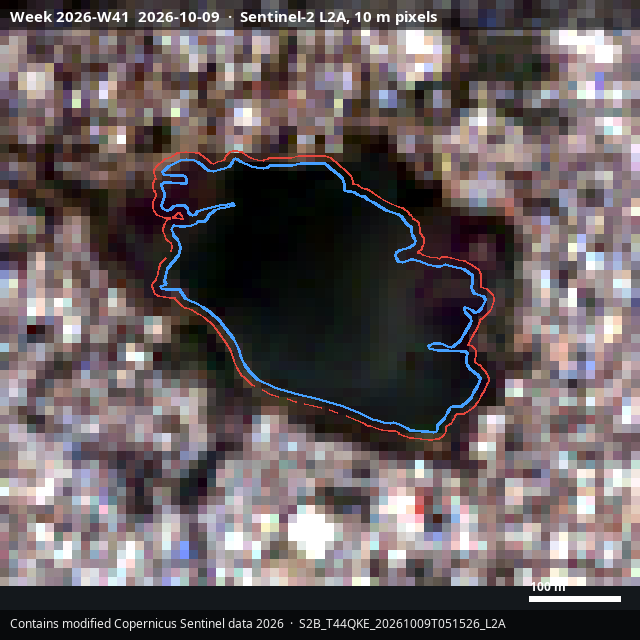 Week 2026-W41  2026-10-09  ·  Sentinel-2 L2A, 10 m pixels
100 m
Contains modified Copernicus Sentinel data 2026  ·  S2B_T44QKE_20261009T051526_L2A